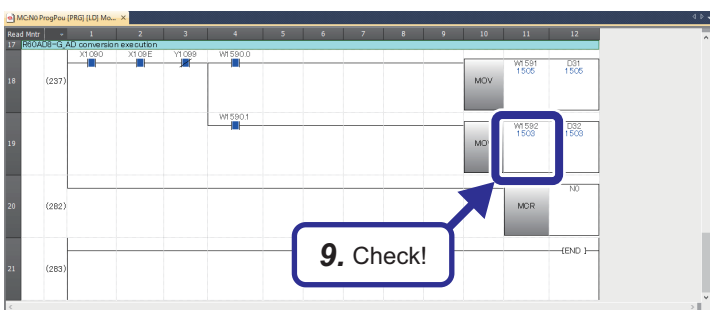 MC:N0 ProgPou [PRG] [LD] Mo... ×
Read Mntr 1 2 3 4 5 6 7 8 9 10 11 12
17 R60AD8-G_AD conversion execution
X1090 X109E Y1099 W1590.0 W1591 D31
1505 1505
18 (237) MOV
W1590.1 W1592 D32
1503 1503
19 MOV
N0
20 (282) MCR
9. Check!
[END]
21 (283)